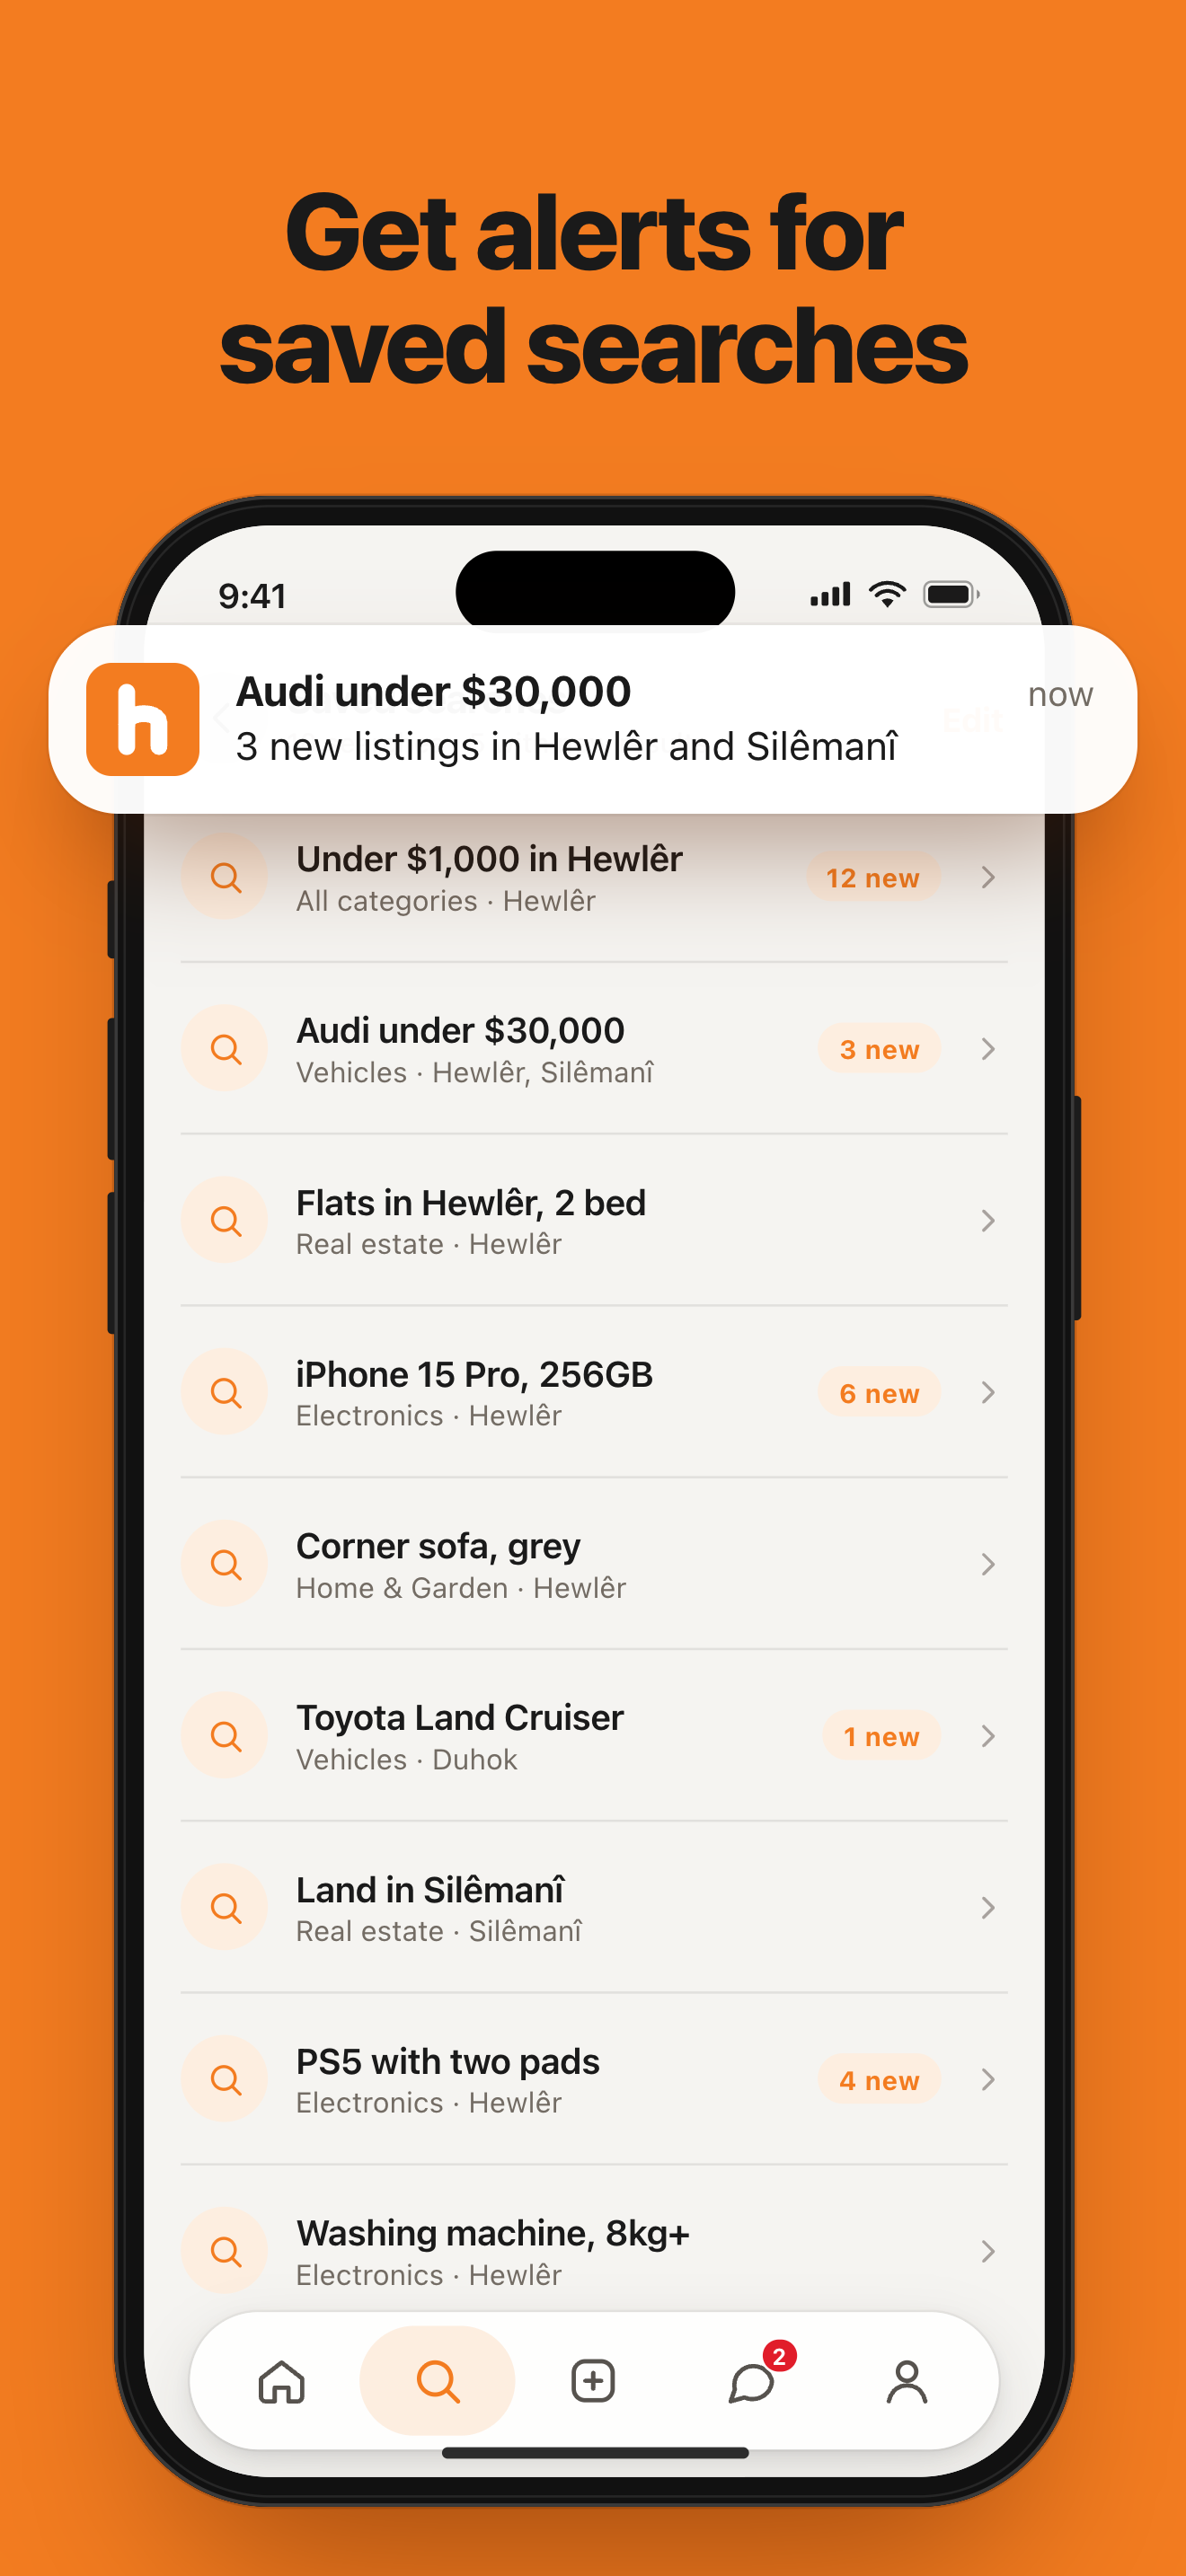 Get alerts for
saved searches
9:41
h
Audi under $30,000
now
3 new listings in Hewlêr and Silêmanî
Edit
Under $1,000 in Hewlêr
12 new
All categories · Hewlêr
Audi under $30,000
3 new
Vehicles · Hewlêr, Silêmanî
Flats in Hewlêr, 2 bed
Real estate · Hewlêr
iPhone 15 Pro, 256GB
6 new
Electronics · Hewlêr
Corner sofa, grey
Home & Garden · Hewlêr
Toyota Land Cruiser
1 new
Vehicles · Duhok
Land in Silêmanî
Real estate · Silêmanî
PS5 with two pads
4 new
Electronics · Hewlêr
Washing machine, 8kg+
Electronics · Hewlêr
2